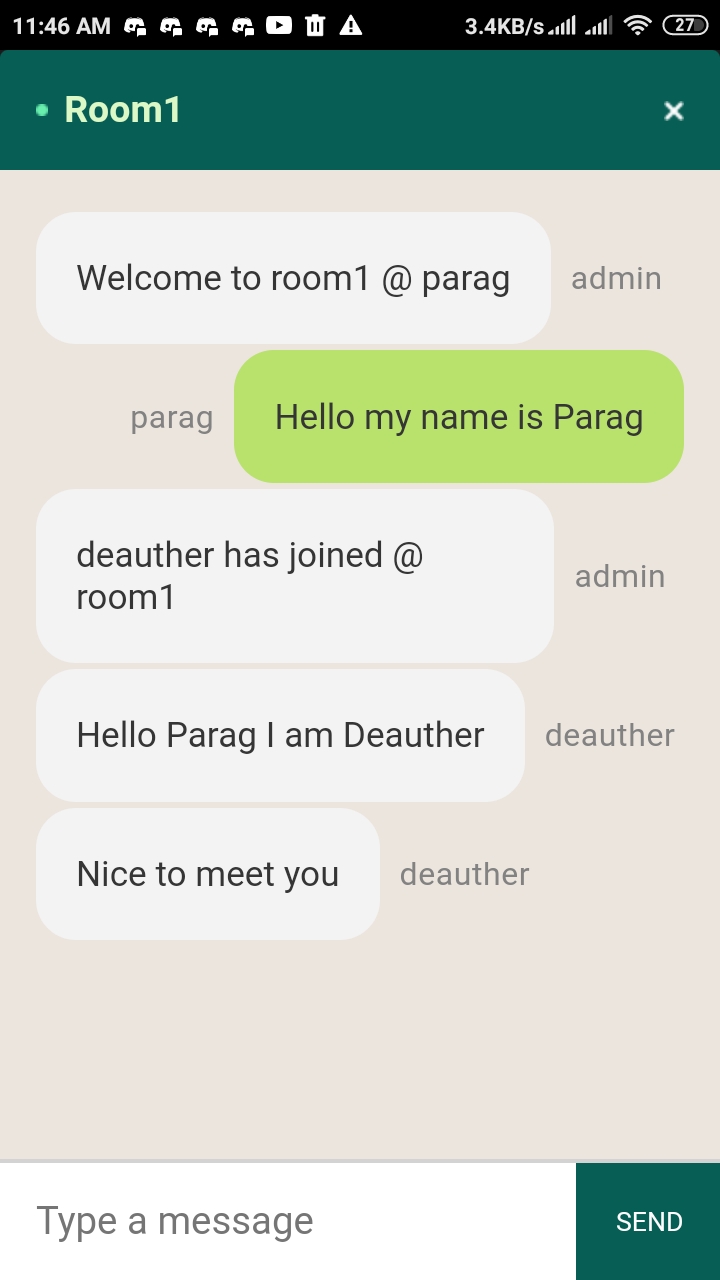 11:46 AM 3.4KB/s 27
Room1 ×
Welcome to room1 @ parag admin
parag Hello my name is Parag
deauther has joined @
room1
admin
Hello Parag I am Deauther deauther
Nice to meet you deauther
Type a message SEND